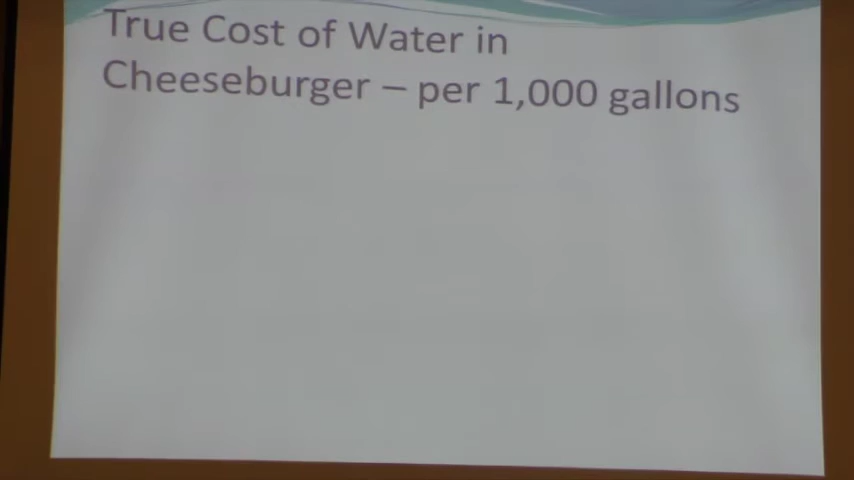 True Cost of Water in
Cheeseburger – per 1,000 gallons